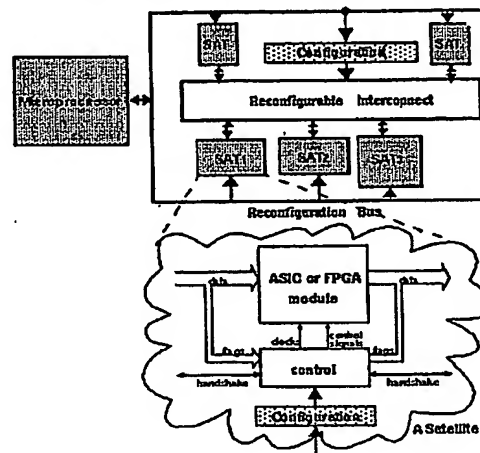 SAT
SAT
Configuration
Microprocessor
Reconfigurable Interconnect
SAT1
SAT2
SAT3
Reconfiguration Bus
data
ASIC or FPGA
module
data
clocks
control
signals
flags
flags
control
handshake
handshake
Configuration
A Satellite